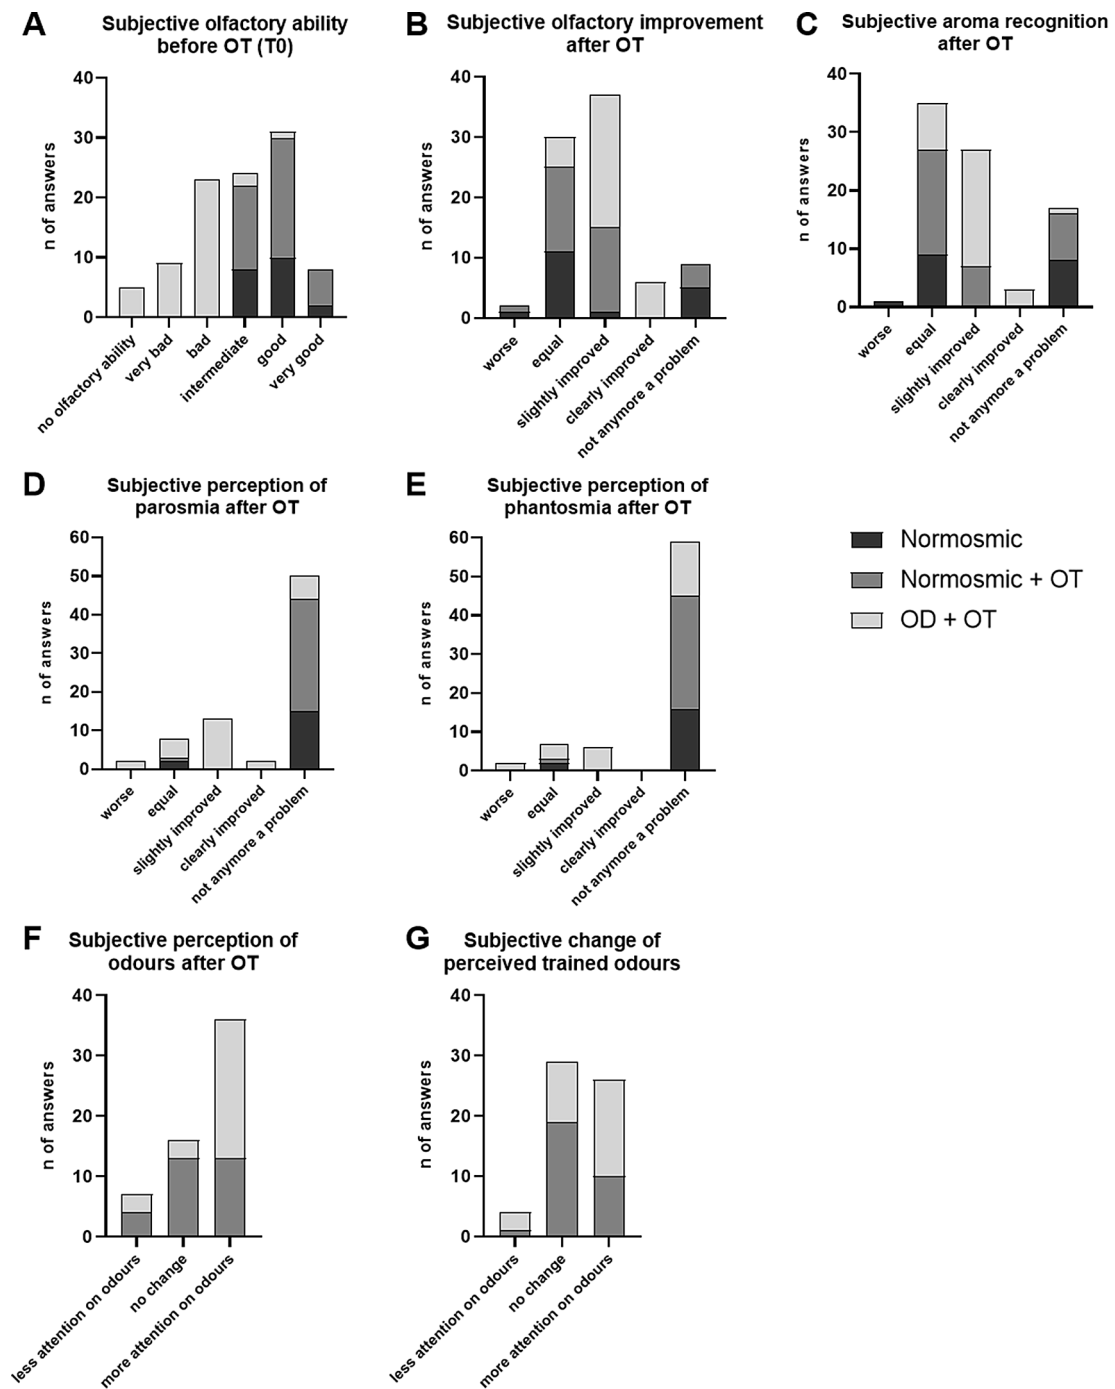 A
Subjective olfactory ability
before OT (T0)
n of answers
40
30
20
10
0
no olfactory ability
very bad
bad
intermediate
good
very good
B
Subjective olfactory improvement
after OT
n of answers
40
30
20
10
0
worse
equal
slightly improved
clearly improved
not anymore a problem
C
Subjective aroma recognition
after OT
n of answers
40
30
20
10
0
worse
equal
slightly improved
clearly improved
not anymore a problem
D
Subjective perception of
parosmia after OT
n of answers
60
50
40
30
20
10
0
worse
equal
slightly improved
clearly improved
not anymore a problem
E
Subjective perception of
phantosmia after OT
n of answers
60
50
40
30
20
10
0
worse
equal
slightly improved
clearly improved
not anymore a problem
Normosmic
Normosmic + OT
OD + OT
F
Subjective perception of
odours after OT
n of answers
40
30
20
10
0
less attention on odours
no change
more attention on odours
G
Subjective change of
perceived trained odours
n of answers
40
30
20
10
0
less attention on odours
no change
more attention on odours